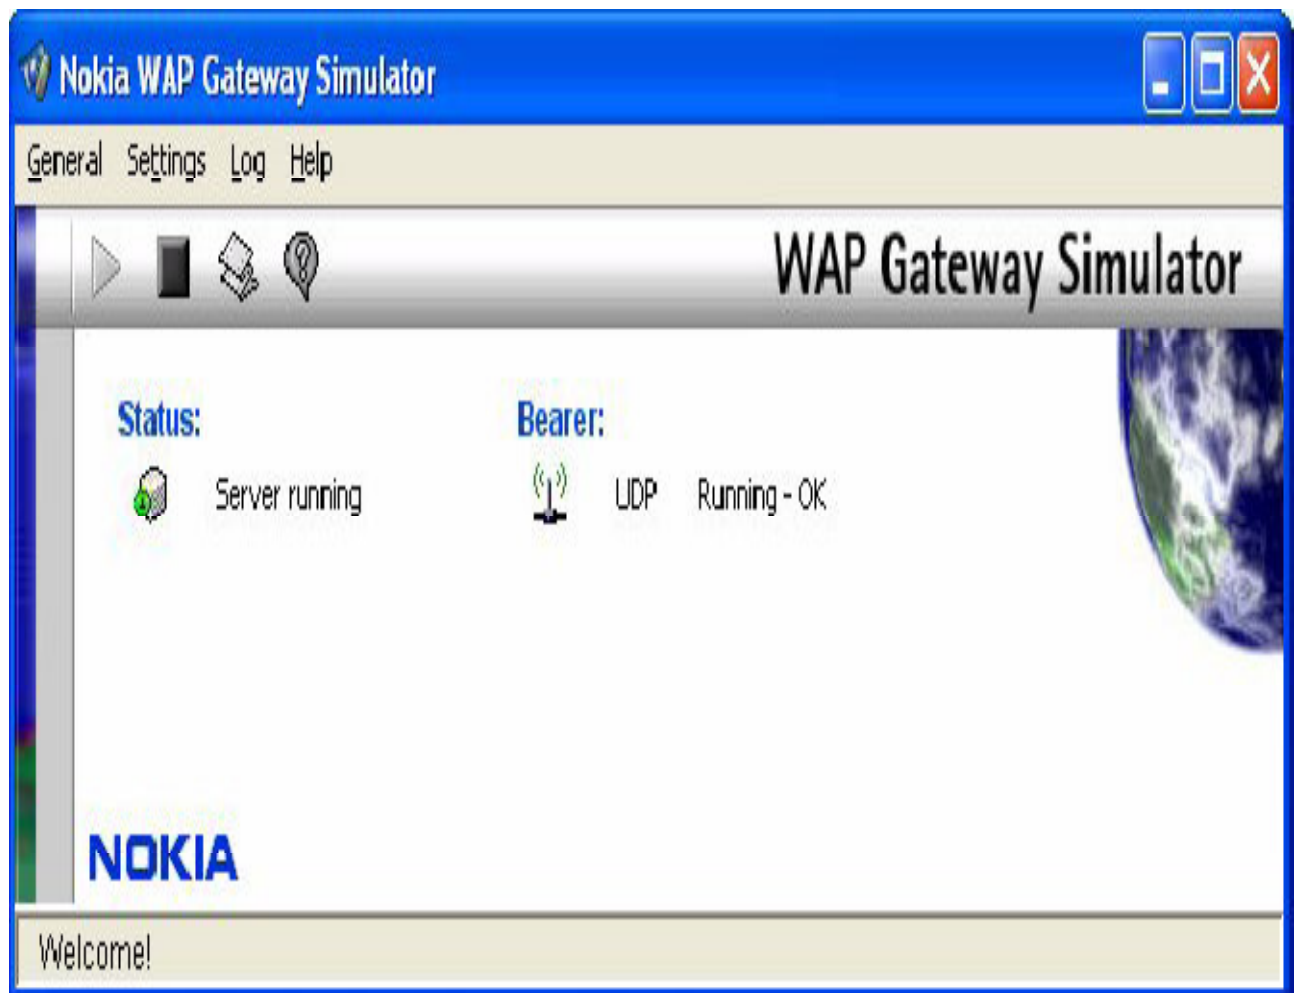 Nokia WAP Gateway Simulator
General Settings Log Help
WAP Gateway Simulator
Status: Bearer:
Server running UDP Running - OK
NOKIA
Welcome!